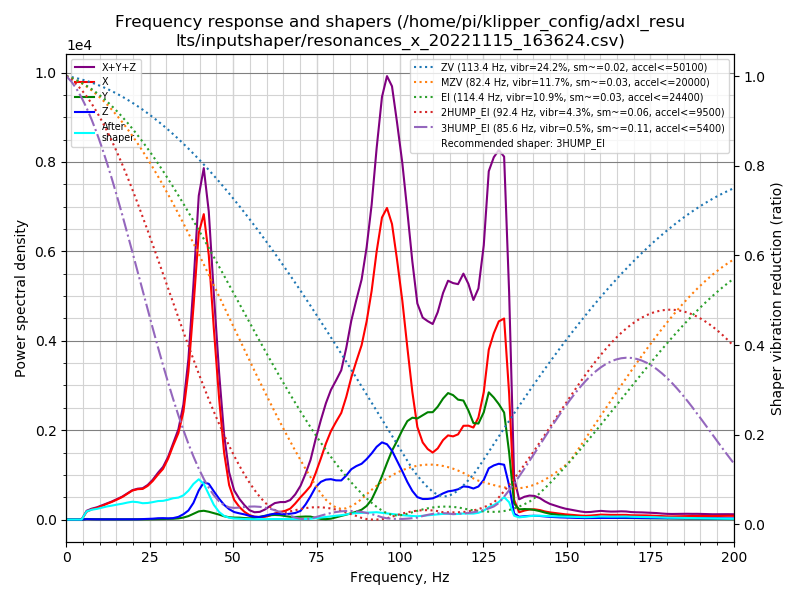 Frequency response and shapers (/home/pi/klipper_config/adxl_resu
lts/inputshaper/resonances_x_20221115_163624.csv)
1e4
X+Y+Z
X
Y
Z
After
shaper
ZV (113.4 Hz, vibr=24.2%, sm~=0.02, accel<=50100)
MZV (82.4 Hz, vibr=11.7%, sm~=0.03, accel<=20000)
EI (114.4 Hz, vibr=10.9%, sm~=0.03, accel<=24400)
2HUMP_EI (92.4 Hz, vibr=4.3%, sm~=0.06, accel<=9500)
3HUMP_EI (85.6 Hz, vibr=0.5%, sm~=0.11, accel<=5400)
Recommended shaper: 3HUMP_EI
Power spectral density
1.0
0.8
0.6
0.4
0.2
0.0
1.0
0.8
0.6
0.4
0.2
0.0
Shaper vibration reduction (ratio)
0 25 50 75 100 125 150 175 200
Frequency, Hz